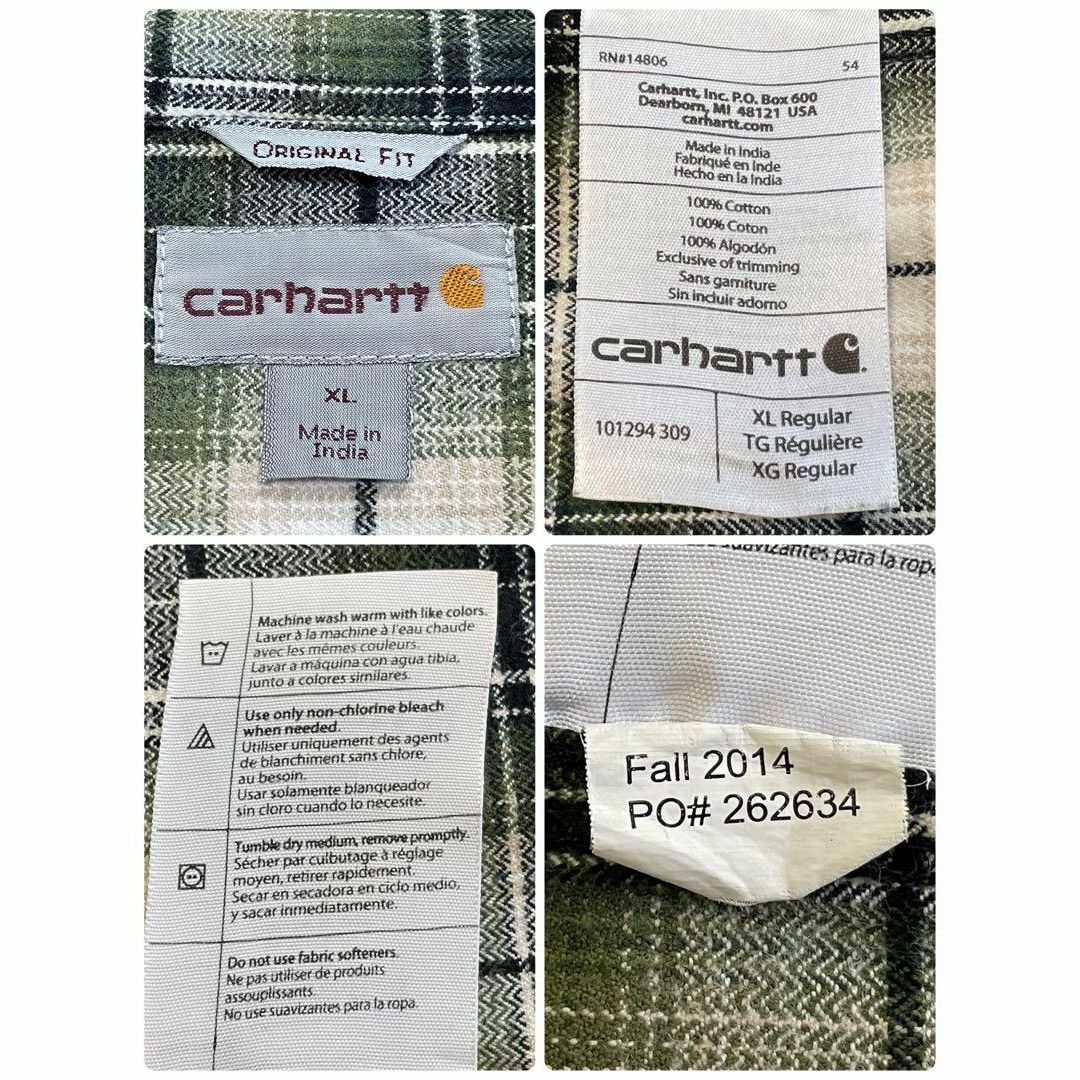 ORIGINAL FIT
carhartt
XL
Made in
India
RN#14806 54
Carhartt, Inc. P.O. Box 600
Dearborn, MI 48121 USA
carhartt.com
Made in India
Fabriqué en Inde
Hecho en la India
100% Cotton
100% Coton
100% Algodón
Exclusive of trimming
Sans garniture
Sin incluir adorno
carhartt
101294 309
XL Regular
TG Régulière
XG Regular
Machine wash warm with like colors.
Laver à la machine à l'eau chaude
avec les mêmes couleurs.
Lavar a máquina con agua tibia,
junto a colores similares.
Use only non-chlorine bleach
when needed.
Utiliser uniquement des agents
de blanchiment sans chlore,
au besoin.
Usar solamente blanqueador
sin cloro cuando lo necesite.
Tumble dry medium, remove promptly.
Sécher par culbutage à réglage
moyen, retirer rapidement.
Secar en secadora en ciclo medio,
y sacar inmediatamente.
Do not use fabric softeners.
Ne pas utiliser de produits
assouplissants.
No use suavizantes para la ropa.
suavizantes para la ropa
Fall 2014
PO# 262634